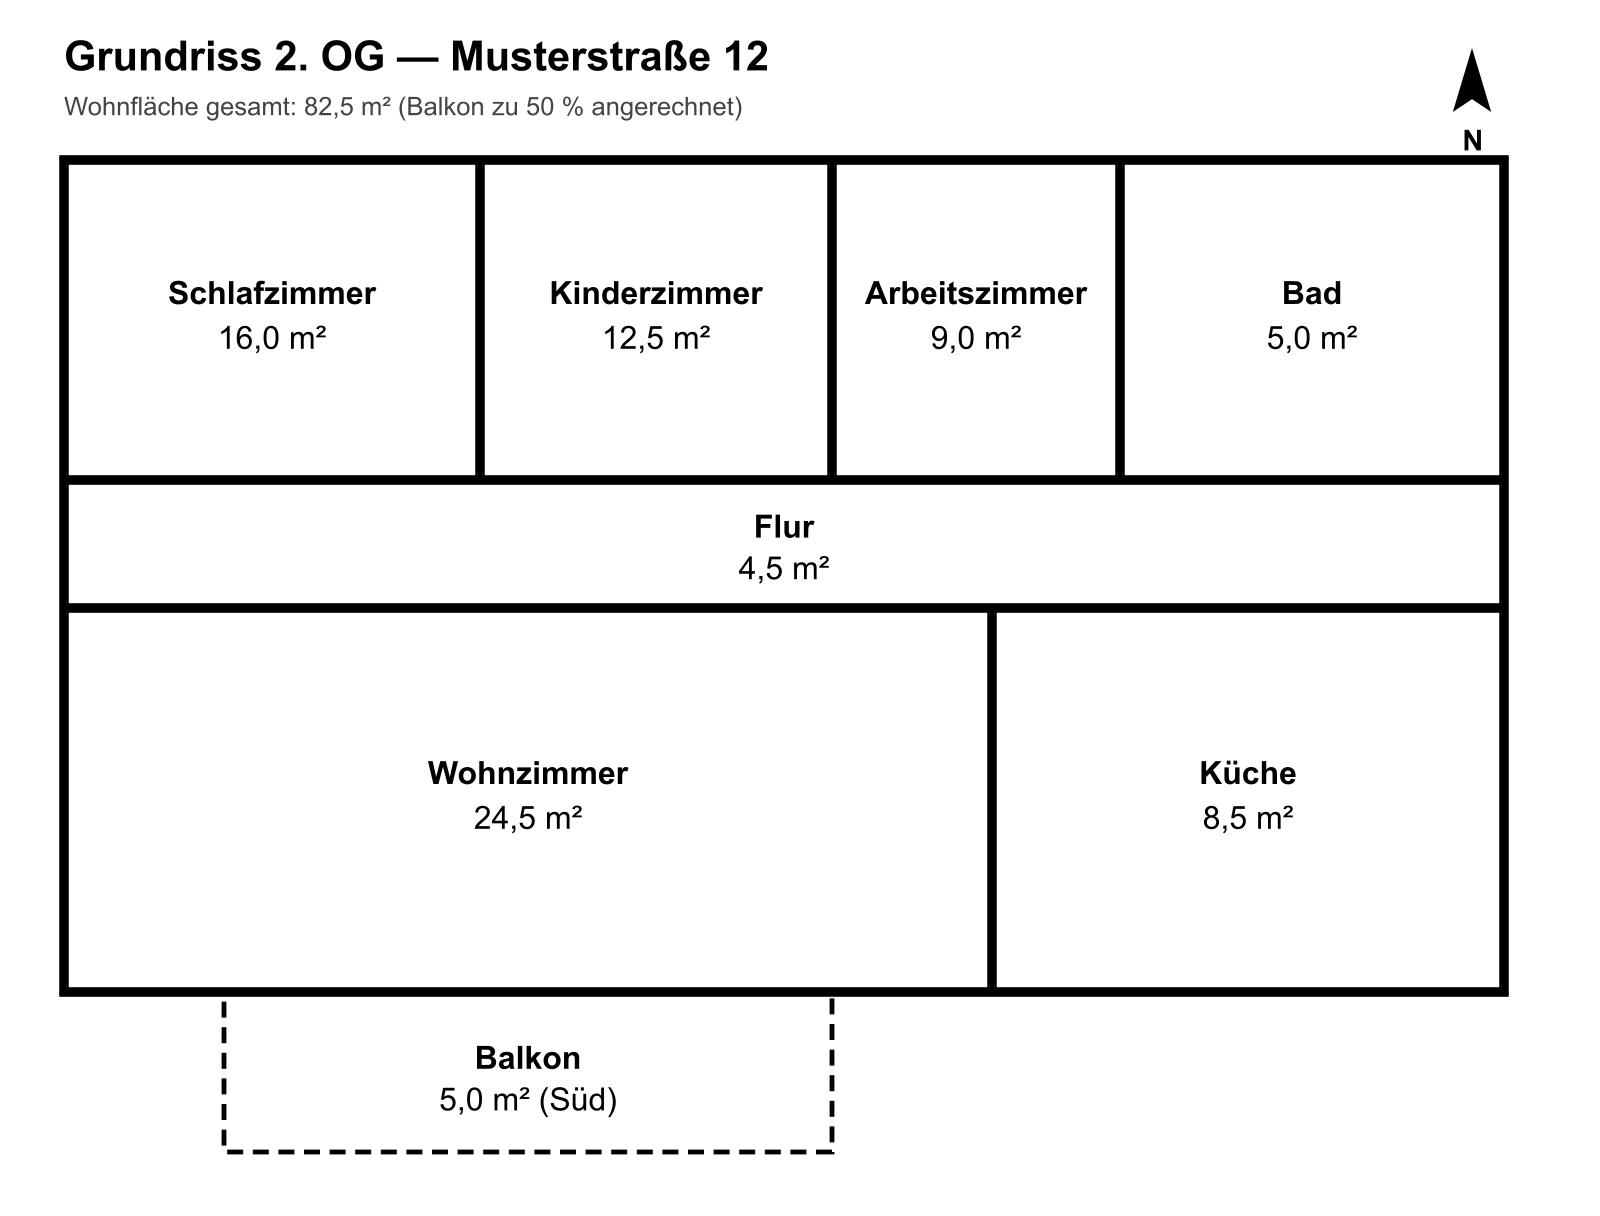 Grundriss 2. OG — Musterstraße 12
Wohnfläche gesamt: 82,5 m² (Balkon zu 50 % angerechnet)
N
Schlafzimmer
16,0 m²
Kinderzimmer
12,5 m²
Arbeitszimmer
9,0 m²
Bad
5,0 m²
Flur
4,5 m²
Wohnzimmer
24,5 m²
Küche
8,5 m²
Balkon
5,0 m² (Süd)